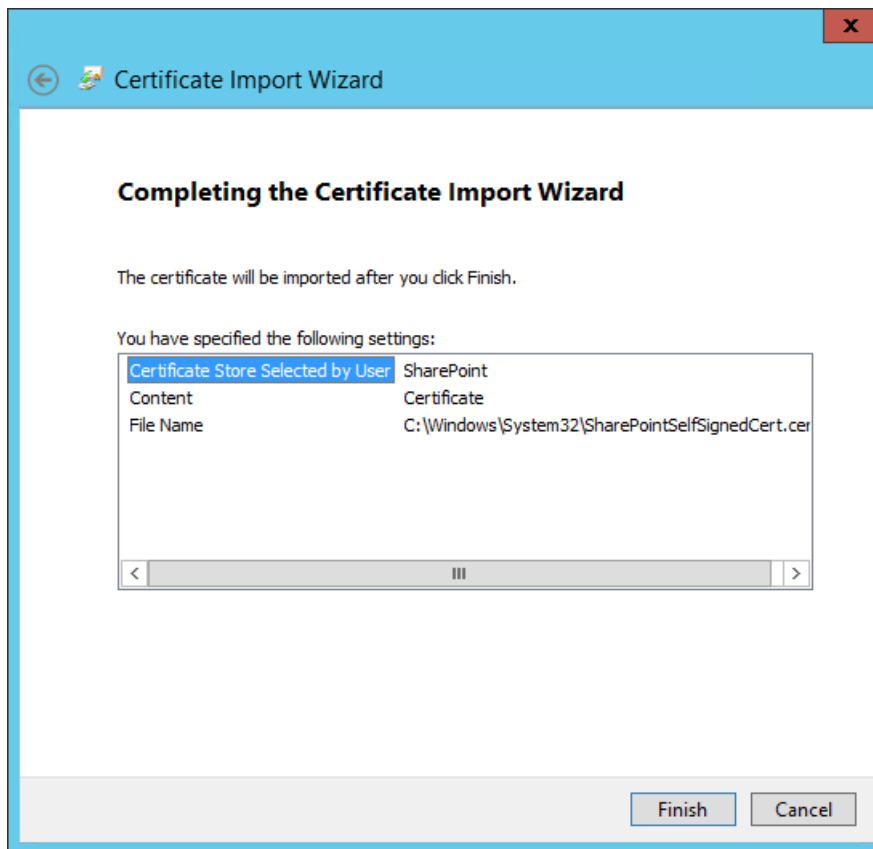 x
Certificate Import Wizard
Completing the Certificate Import Wizard
The certificate will be imported after you click Finish.
You have specified the following settings:
Certificate Store Selected by User SharePoint
Content Certificate
File Name C:\Windows\System32\SharePointSelfSignedCert.cer
Finish Cancel